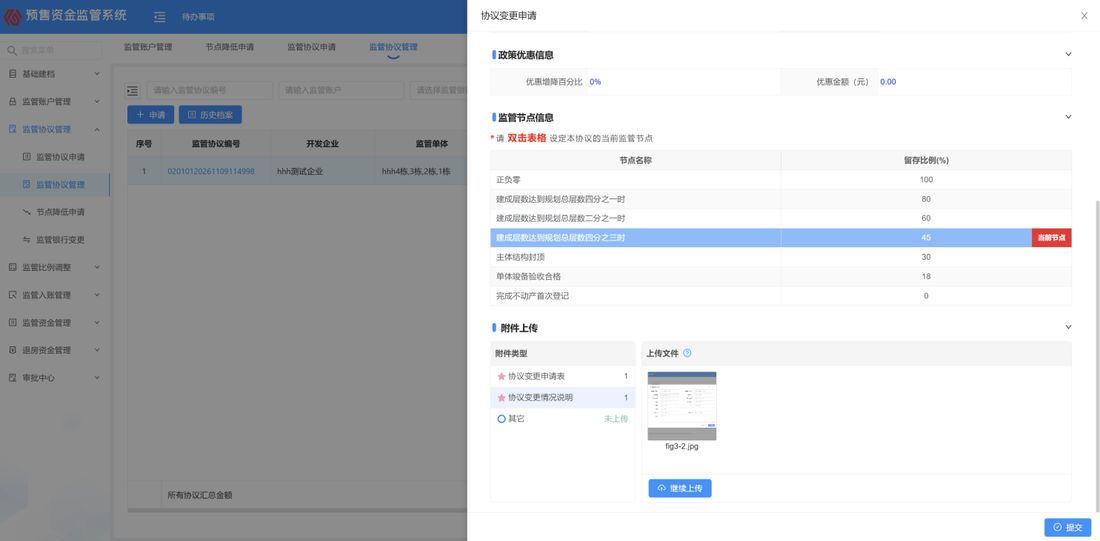 预售资金监管系统 待办事项
搜索菜单
基础建档
监管账户管理
监管协议管理
监管协议申请
监管协议管理
节点降低申请
监管银行变更
监管比例调整
监管入账管理
监管资金管理
退房资金管理
审批中心
监管账户管理 节点降低申请 监管协议申请 监管协议管理
请输入监管协议编号 请输入监管账户 请选择监管银
+ 申请 历史档案
序号 监管协议编号 开发企业 监管单体
1 02010120261109114998 hhh测试企业 hhh4栋,3栋,2栋,1栋
所有协议汇总金额
协议变更申请
政策优惠信息
优惠增降百分比 0% 优惠金额（元） 0.00
监管节点信息
*请 双击表格 设定本协议的当前监管节点
节点名称 留存比例(%)
正负零 100
建成层数达到规划总层数四分之一时 80
建成层数达到规划总层数二分之一时 60
建成层数达到规划总层数四分之三时 45 当前节点
主体结构封顶 30
单体竣备验收合格 18
完成不动产首次登记 0
附件上传
附件类型 上传文件
协议变更申请表 1
协议变更情况说明 1
其它 未上传
fig3-2.jpg
继续上传
提交